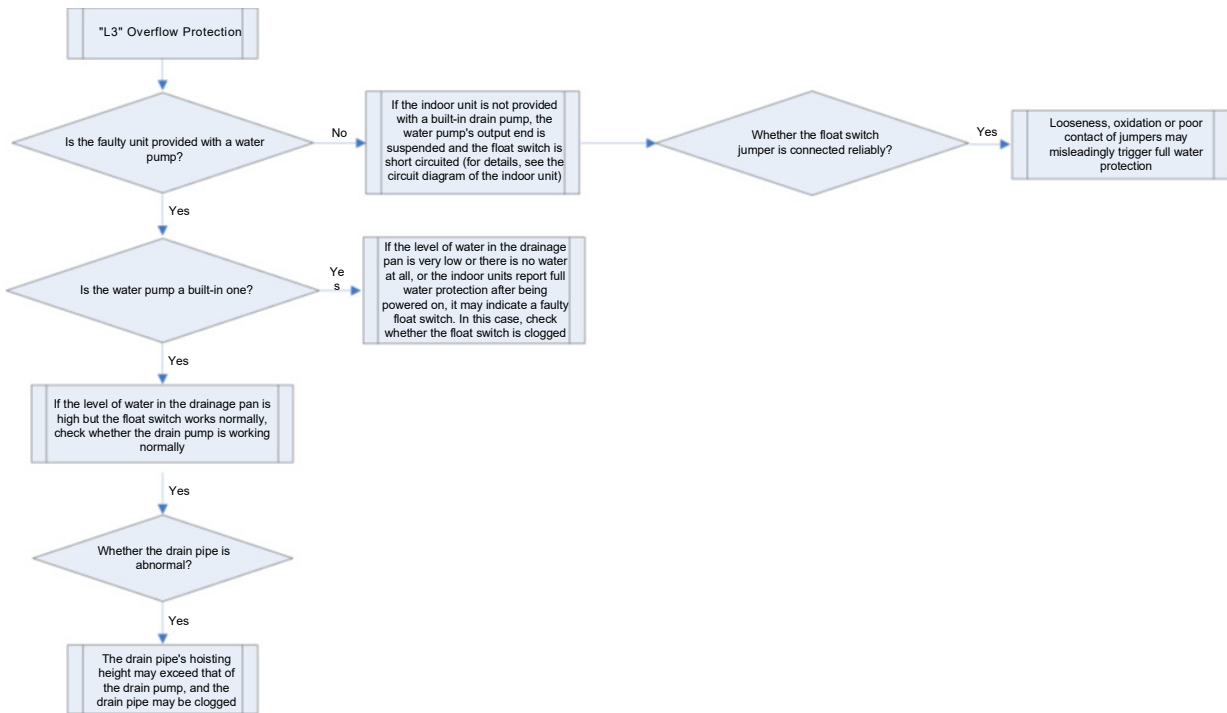 "L3" Overflow Protection
Is the faulty unit provided with a water
pump?
No
If the indoor unit is not provided
with a built-in drain pump, the
water pump's output end is
suspended and the float switch is
short circuited (for details, see the
circuit diagram of the indoor unit)
Whether the float switch
jumper is connected reliably?
Yes
Looseness, oxidation or poor
contact of jumpers may
misleadingly trigger full water
protection
Yes
Is the water pump a built-in one?
Ye
s
If the level of water in the drainage
pan is very low or there is no water
at all, or the indoor units report full
water protection after being
powered on, it may indicate a faulty
float switch. In this case, check
whether the float switch is clogged
Yes
If the level of water in the drainage pan is
high but the float switch works normally,
check whether the drain pump is working
normally
Yes
Whether the drain pipe is
abnormal?
Yes
The drain pipe's hoisting
height may exceed that of
the drain pump, and the
drain pipe may be clogged